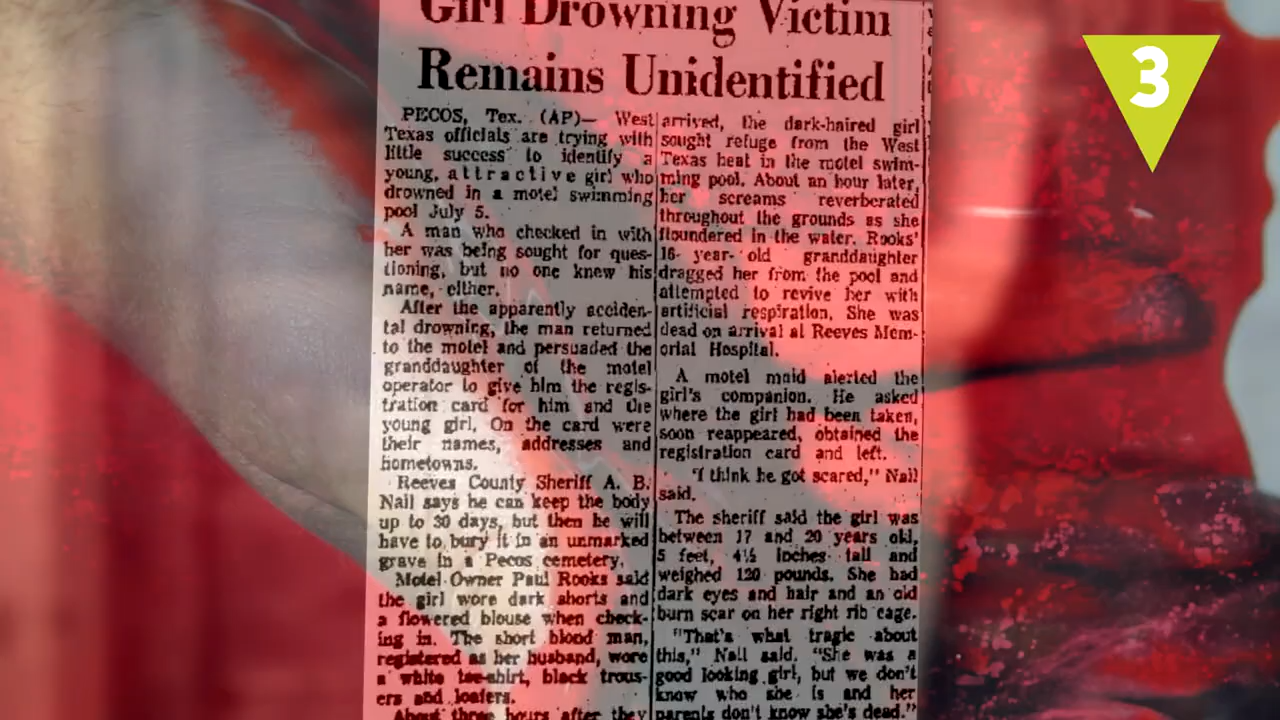 Girl Drowning Victim
Remains Unidentified
PECOS, Tex. (AP)— West
Texas officials are trying with
little success to identify a
young, attractive girl who
drowned in a motel swimming
pool July 5.
A man who checked in with
her was being sought for ques-
tioning, but no one knew his
name, either.
After the apparently acciden-
tal drowning, the man returned
to the motel and persuaded the
granddaughter of the motel
operator to give him the regis-
tration card for him and the
young girl. On the card were
their names, addresses and
hometowns.
Reeves County Sheriff A. B.
Nail says he can keep the body
up to 30 days, but then he will
have to bury it in an unmarked
grave in a Pecos cemetery.
Motel Owner Paul Rooks said
the girl wore dark shorts and
a flowered blouse when check-
ing in. The short blond man,
registered as her husband, wore
a white tee-shirt, black trous-
ers and loafers.
About three hours after they
arrived, the dark-haired girl
sought refuge from the West
Texas heat in the motel swim-
ming pool. About an hour later,
her screams reverberated
throughout the grounds as she
floundered in the water. Rooks'
16- year- old granddaughter
dragged her from the pool and
attempted to revive her with
artificial respiration. She was
dead on arrival at Reeves Mem-
orial Hospital.
A motel maid alerted the
girl's companion. He asked
where the girl had been taken,
soon reappeared, obtained the
registration card and left.
"I think he got scared," Nail
said.
The sheriff said the girl was
between 17 and 20 years old,
5 feet, 4½ inches tall and
weighed 120 pounds. She had
dark eyes and hair and an old
burn scar on her right rib cage.
"That's what tragic about
this," Nail said. "She was a
good looking girl, but we don't
know who she is and her
parents don't know she's dead."
3